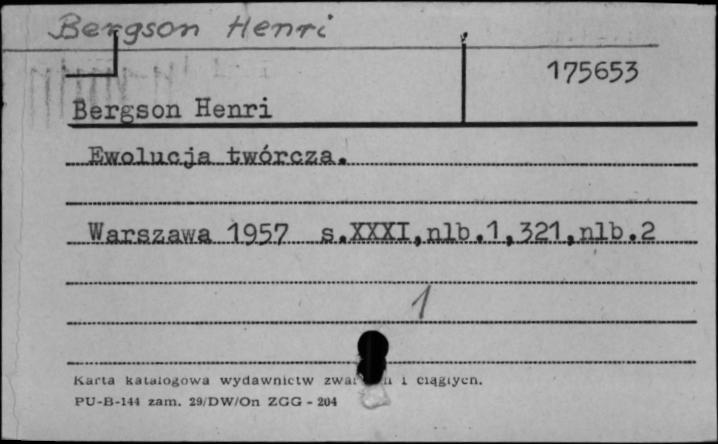 Bergson Henri
175653
Bergson Henri
Ewolucja twórcza.
Warszawa 1957 s.XXXI,nlb.1,321,nlb.2
1
Karta katalogowa wydawnictw i ciągłych.
PU-B-144 zam. 29/DW/On ZGG - 204